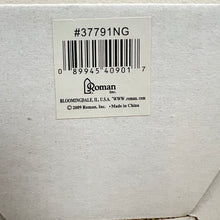 #37791NG
0 89945 40901 7
Roman
INC.
BLOOMINGDALE, IL, U.S.A. *WWW.roman.com
© 2009 Roman, Inc. • Made in China